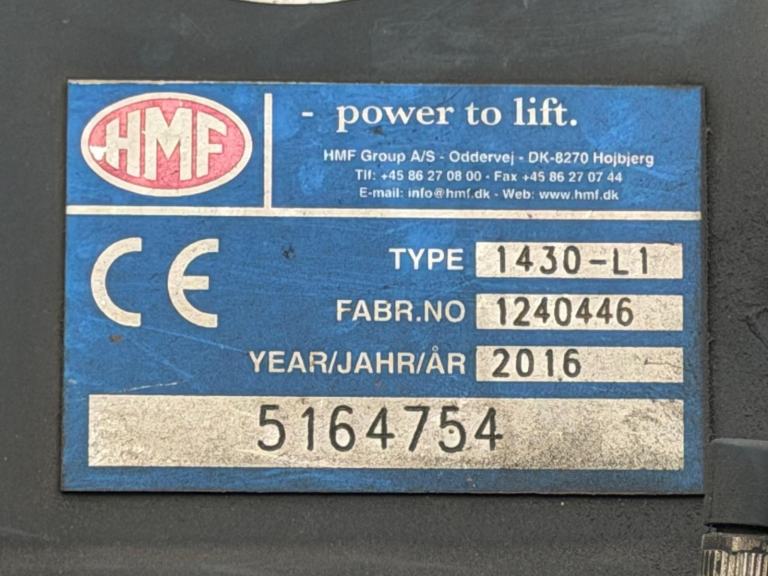 HMF
- power to lift.
HMF Group A/S - Oddervej - DK-8270 Hojbjerg
Tlf: +45 86 27 08 00 - Fax +45 86 27 07 44
E-mail: info@hmf.dk - Web: www.hmf.dk
CE
TYPE 1430-L1
FABR.NO 1240446
YEAR/JAHR/ÅR 2016
5164754